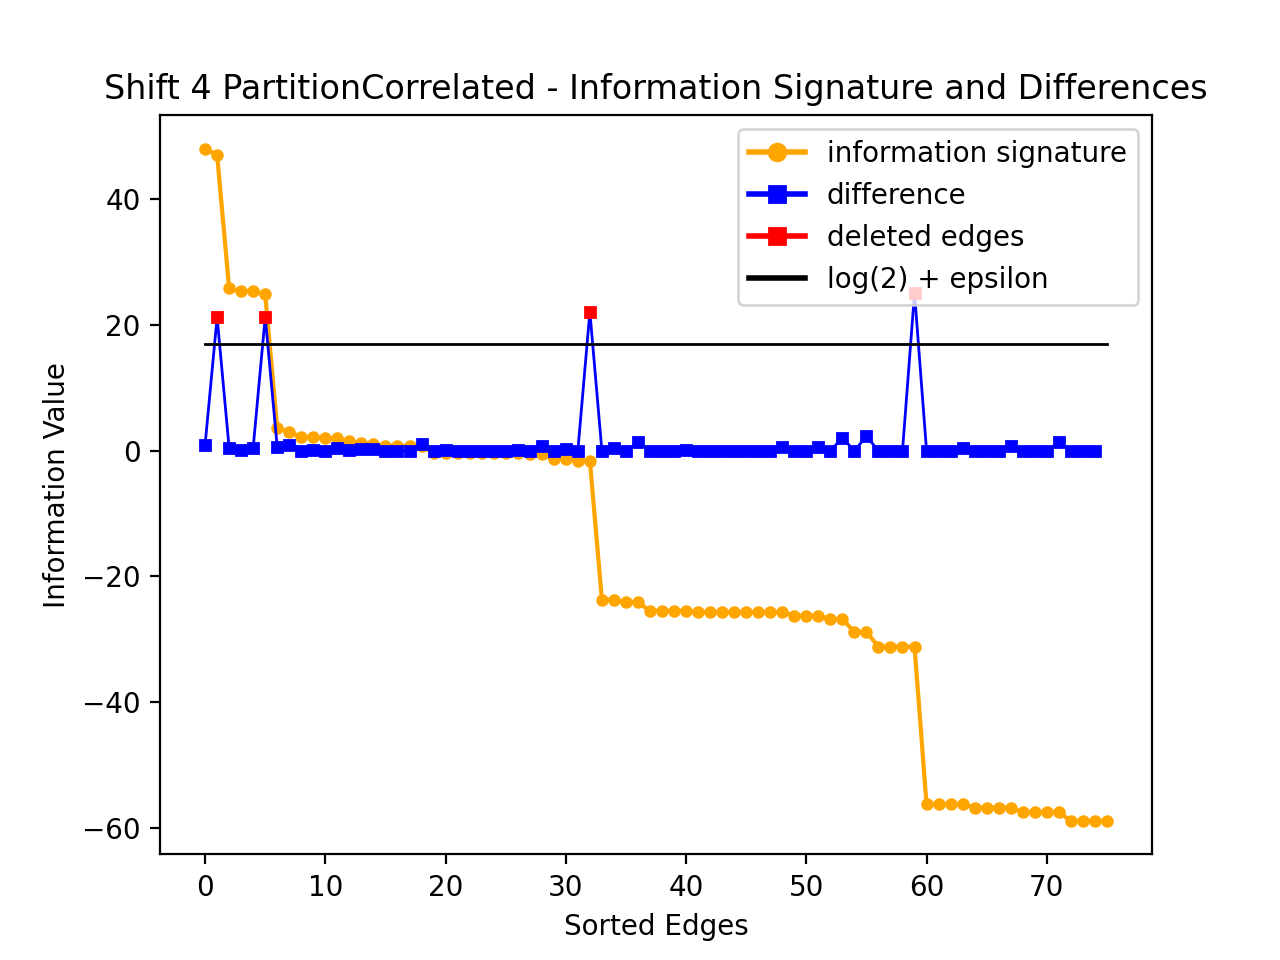 Shift 4 PartitionCorrelated - Information Signature and Differences
information signature
difference
deleted edges
log(2) + epsilon
Information Value
40
20
0
−20
−40
−60
0 10 20 30 40 50 60 70
Sorted Edges